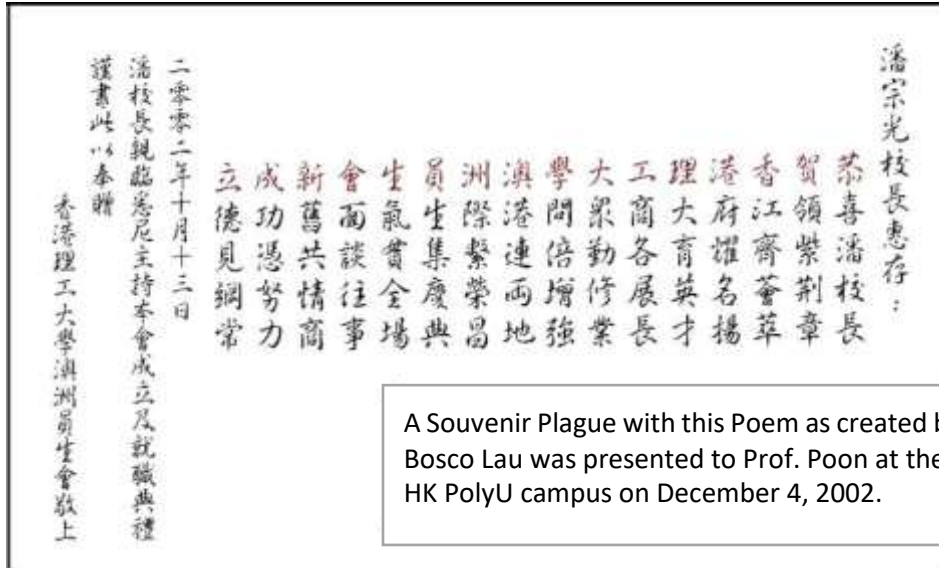 潘宗光校長惠存：
恭喜潘校長
賀領紫荊章
香江齊薈萃
港府耀名揚
理大育英才
工商各展長
大眾勤修業
學問倍增強
澳港連両地
洲際繫榮昌
員生集慶典
生氣貫全場
會面談往事
新舊共情商
成功憑努力
立德見綱常
二零零二年十月十三日
潘校長親臨悉尼主持本會成立及就職典禮
謹書此以奉贈
香港理工大學澳洲員生會敬上
A Souvenir Plague with this Poem as created
Bosco Lau was presented to Prof. Poon at the
HK PolyU campus on December 4, 2002.